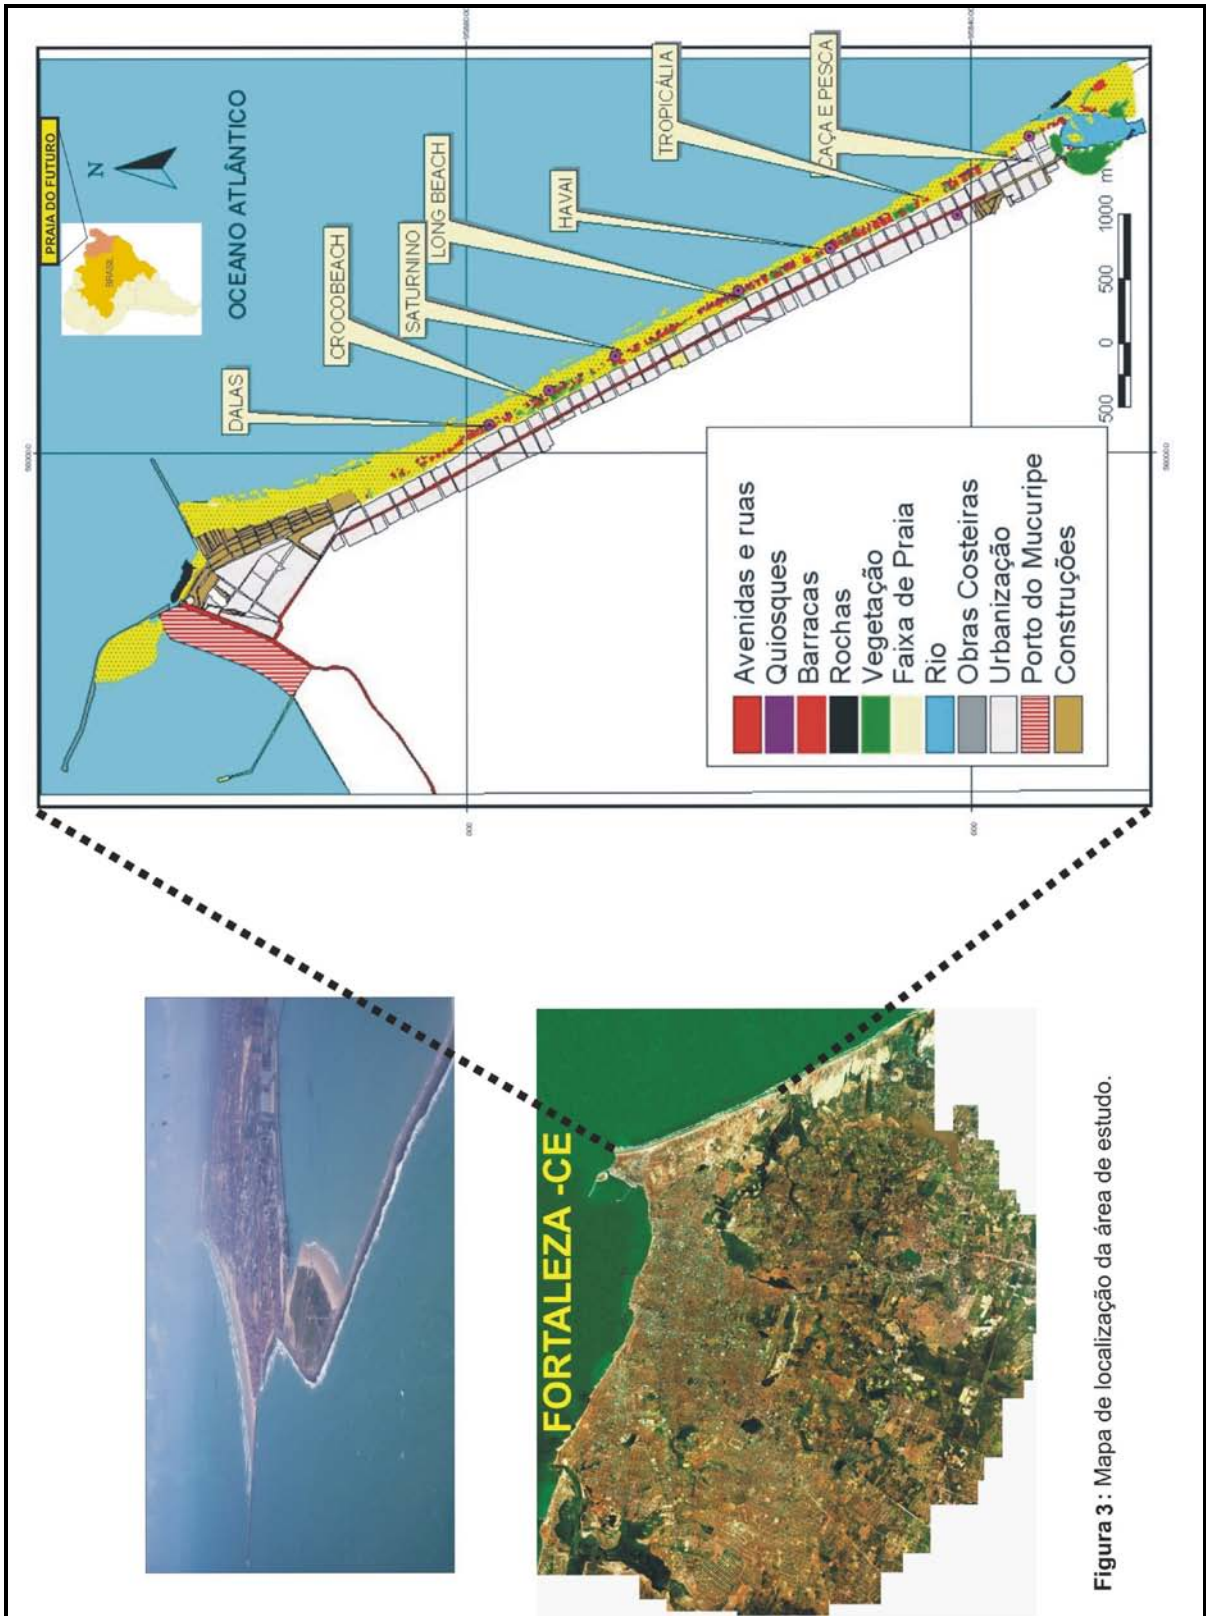 PRAIA DO FUTURO
N
BRASIL
OCEANO ATLÂNTICO
DALAS
CROCOBEACH
SATURNINO
LONG BEACH
HAVAI
TROPICÁLIA
CAÇA E PESCA
500 0 500 1000 m
Avenidas e ruas
Quiosques
Barracas
Rochas
Vegetação
Faixa de Praia
Rio
Obras Costeiras
Urbanização
Porto do Mucuripe
Construções
FORTALEZA -CE
Figura 3 : Mapa de localização da área de estudo.